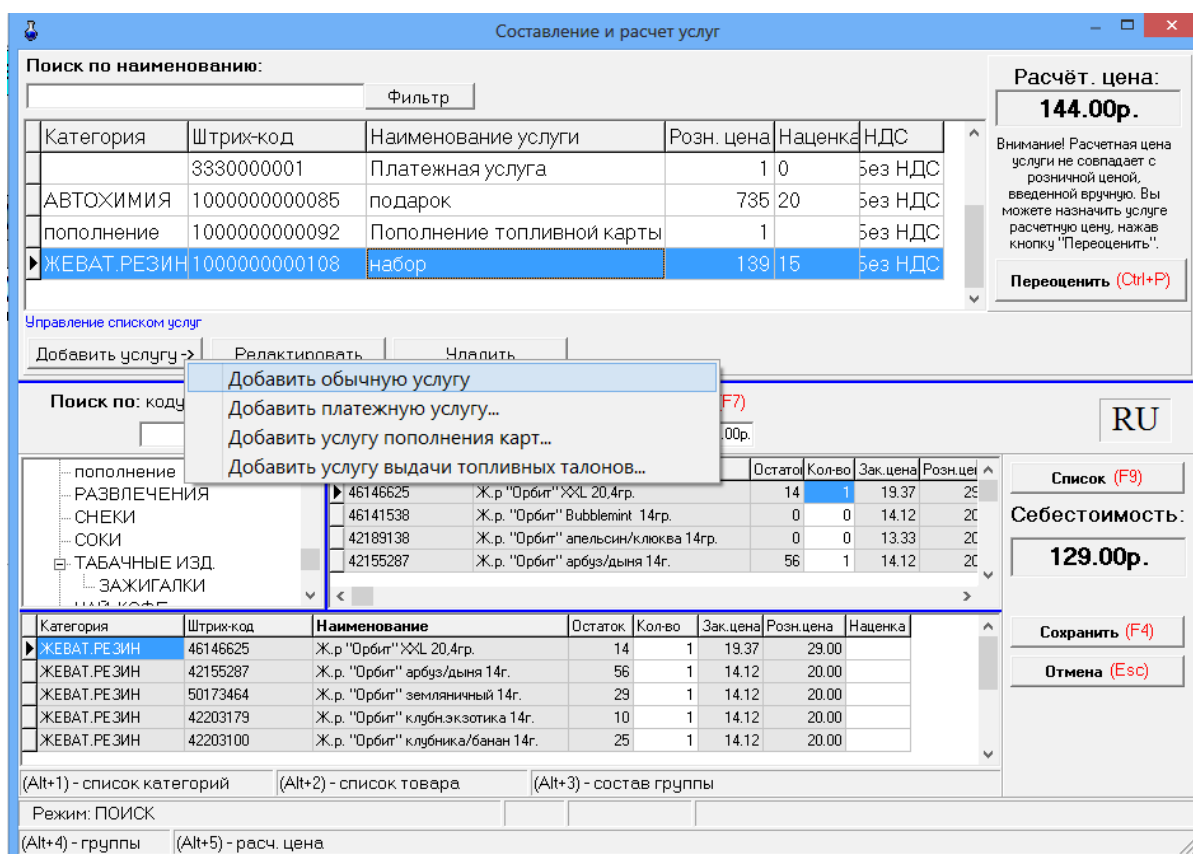 Составление и расчет услуг
Поиск по наименованию:
Фильтр
Расчёт. цена:
144.00р.
Внимание! Расчетная цена
услуги не совпадает с
розничной ценой,
введенной вручную. Вы
можете назначить услуге
расчетную цену, нажав
кнопку "Переоценить".
Переоценить (Ctrl+P)
Категория Штрих-код Наименование услуги Розн. цена Наценка НДС
3330000001 Платежная услуга 1 0 Без НДС
АВТОХИМИЯ 1000000000085 подарок 735 20 Без НДС
пополнение 1000000000092 Пополнение топливной карты 1 Без НДС
ЖЕВАТ.РЕЗИН 1000000000108 набор 139 15 Без НДС
Управление списком услуг
Добавить услугу -> Редактировать Удалить
Добавить обычную услугу
Добавить платежную услугу...
Добавить услугу пополнения карт...
Добавить услугу выдачи топливных талонов...
Поиск по: коду F7)
.00р.
RU
пополнение
РАЗВЛЕЧЕНИЯ
СНЕКИ
СОКИ
ТАБАЧНЫЕ ИЗД.
ЗАЖИГАЛКИ
Остато Кол-во Зак.цена Розн.це
46146625 Ж.р "Орбит" XXL 20,4гр. 14 1 19.37 29
46141538 Ж.р. "Орбит" Bubblemint 14гр. 0 0 14.12 20
42189138 Ж.р. "Орбит" апельсин/клюква 14гр. 0 0 13.33 20
42155287 Ж.р. "Орбит" арбуз/дыня 14г. 56 1 14.12 20
Список (F9)
Себестоимость:
129.00р.
Категория Штрих-код Наименование Остаток Кол-во Зак.цена Розн.цена Наценка
ЖЕВАТ.РЕЗИН 46146625 Ж.р "Орбит" XXL 20,4гр. 14 1 19.37 29.00
ЖЕВАТ.РЕЗИН 42155287 Ж.р. "Орбит" арбуз/дыня 14г. 56 1 14.12 20.00
ЖЕВАТ.РЕЗИН 50173464 Ж.р. "Орбит" земляничный 14г. 29 1 14.12 20.00
ЖЕВАТ.РЕЗИН 42203179 Ж.р. "Орбит" клубн.экзотика 14г. 10 1 14.12 20.00
ЖЕВАТ.РЕЗИН 42203100 Ж.р. "Орбит" клубника/банан 14г. 25 1 14.12 20.00
Сохранить (F4)
Отмена (Esc)
(Alt+1) - список категорий (Alt+2) - список товара (Alt+3) - состав группы
Режим: ПОИСК
(Alt+4) - группы (Alt+5) - расч. цена